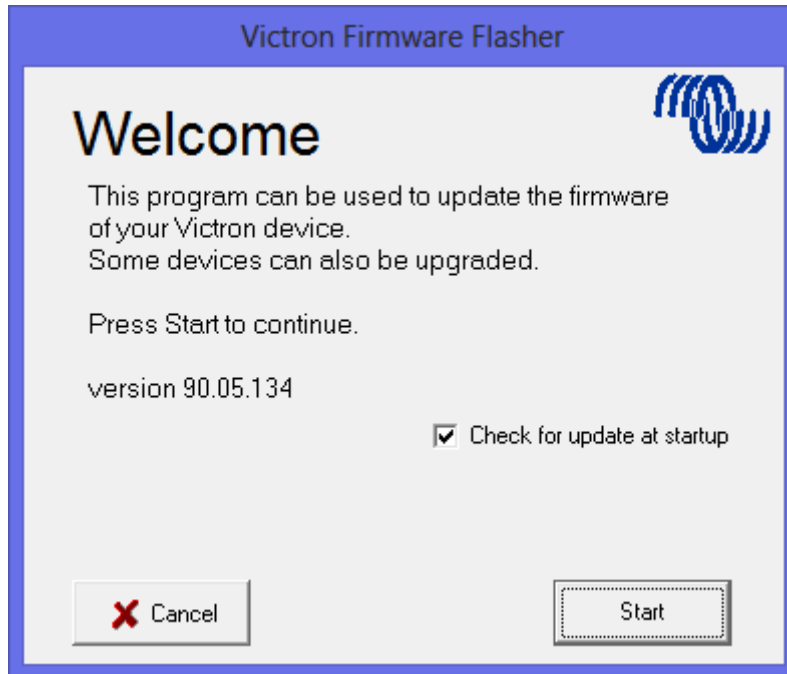 Victron Firmware Flasher
Welcome
This program can be used to update the firmware
of your Victron device.
Some devices can also be upgraded.
Press Start to continue.
version 90.05.134
Check for update at startup
Cancel
Start